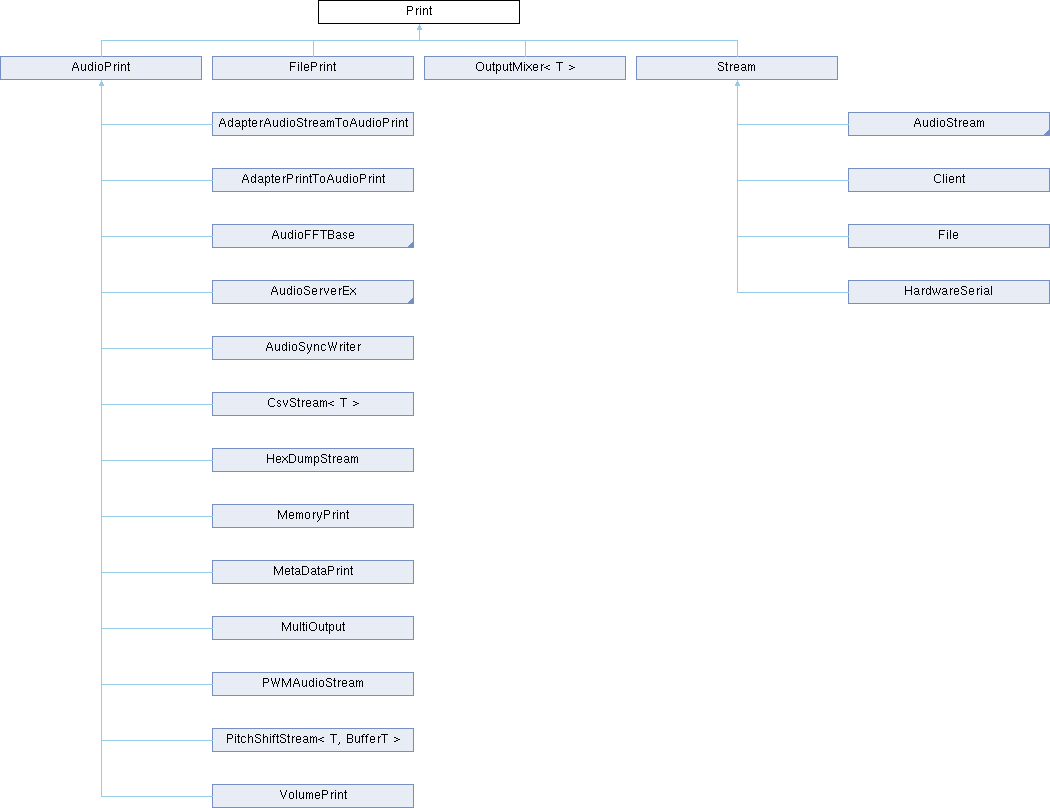 Print
AudioPrint
FilePrint
OutputMixer< T >
Stream
AdapterAudioStreamToAudioPrint
AudioStream
AdapterPrintToAudioPrint
Client
AudioFFTBase
File
AudioServerEx
HardwareSerial
AudioSyncWriter
CsvStream< T >
HexDumpStream
MemoryPrint
MetaDataPrint
MultiOutput
PWMAudioStream
PitchShiftStream< T, BufferT >
VolumePrint